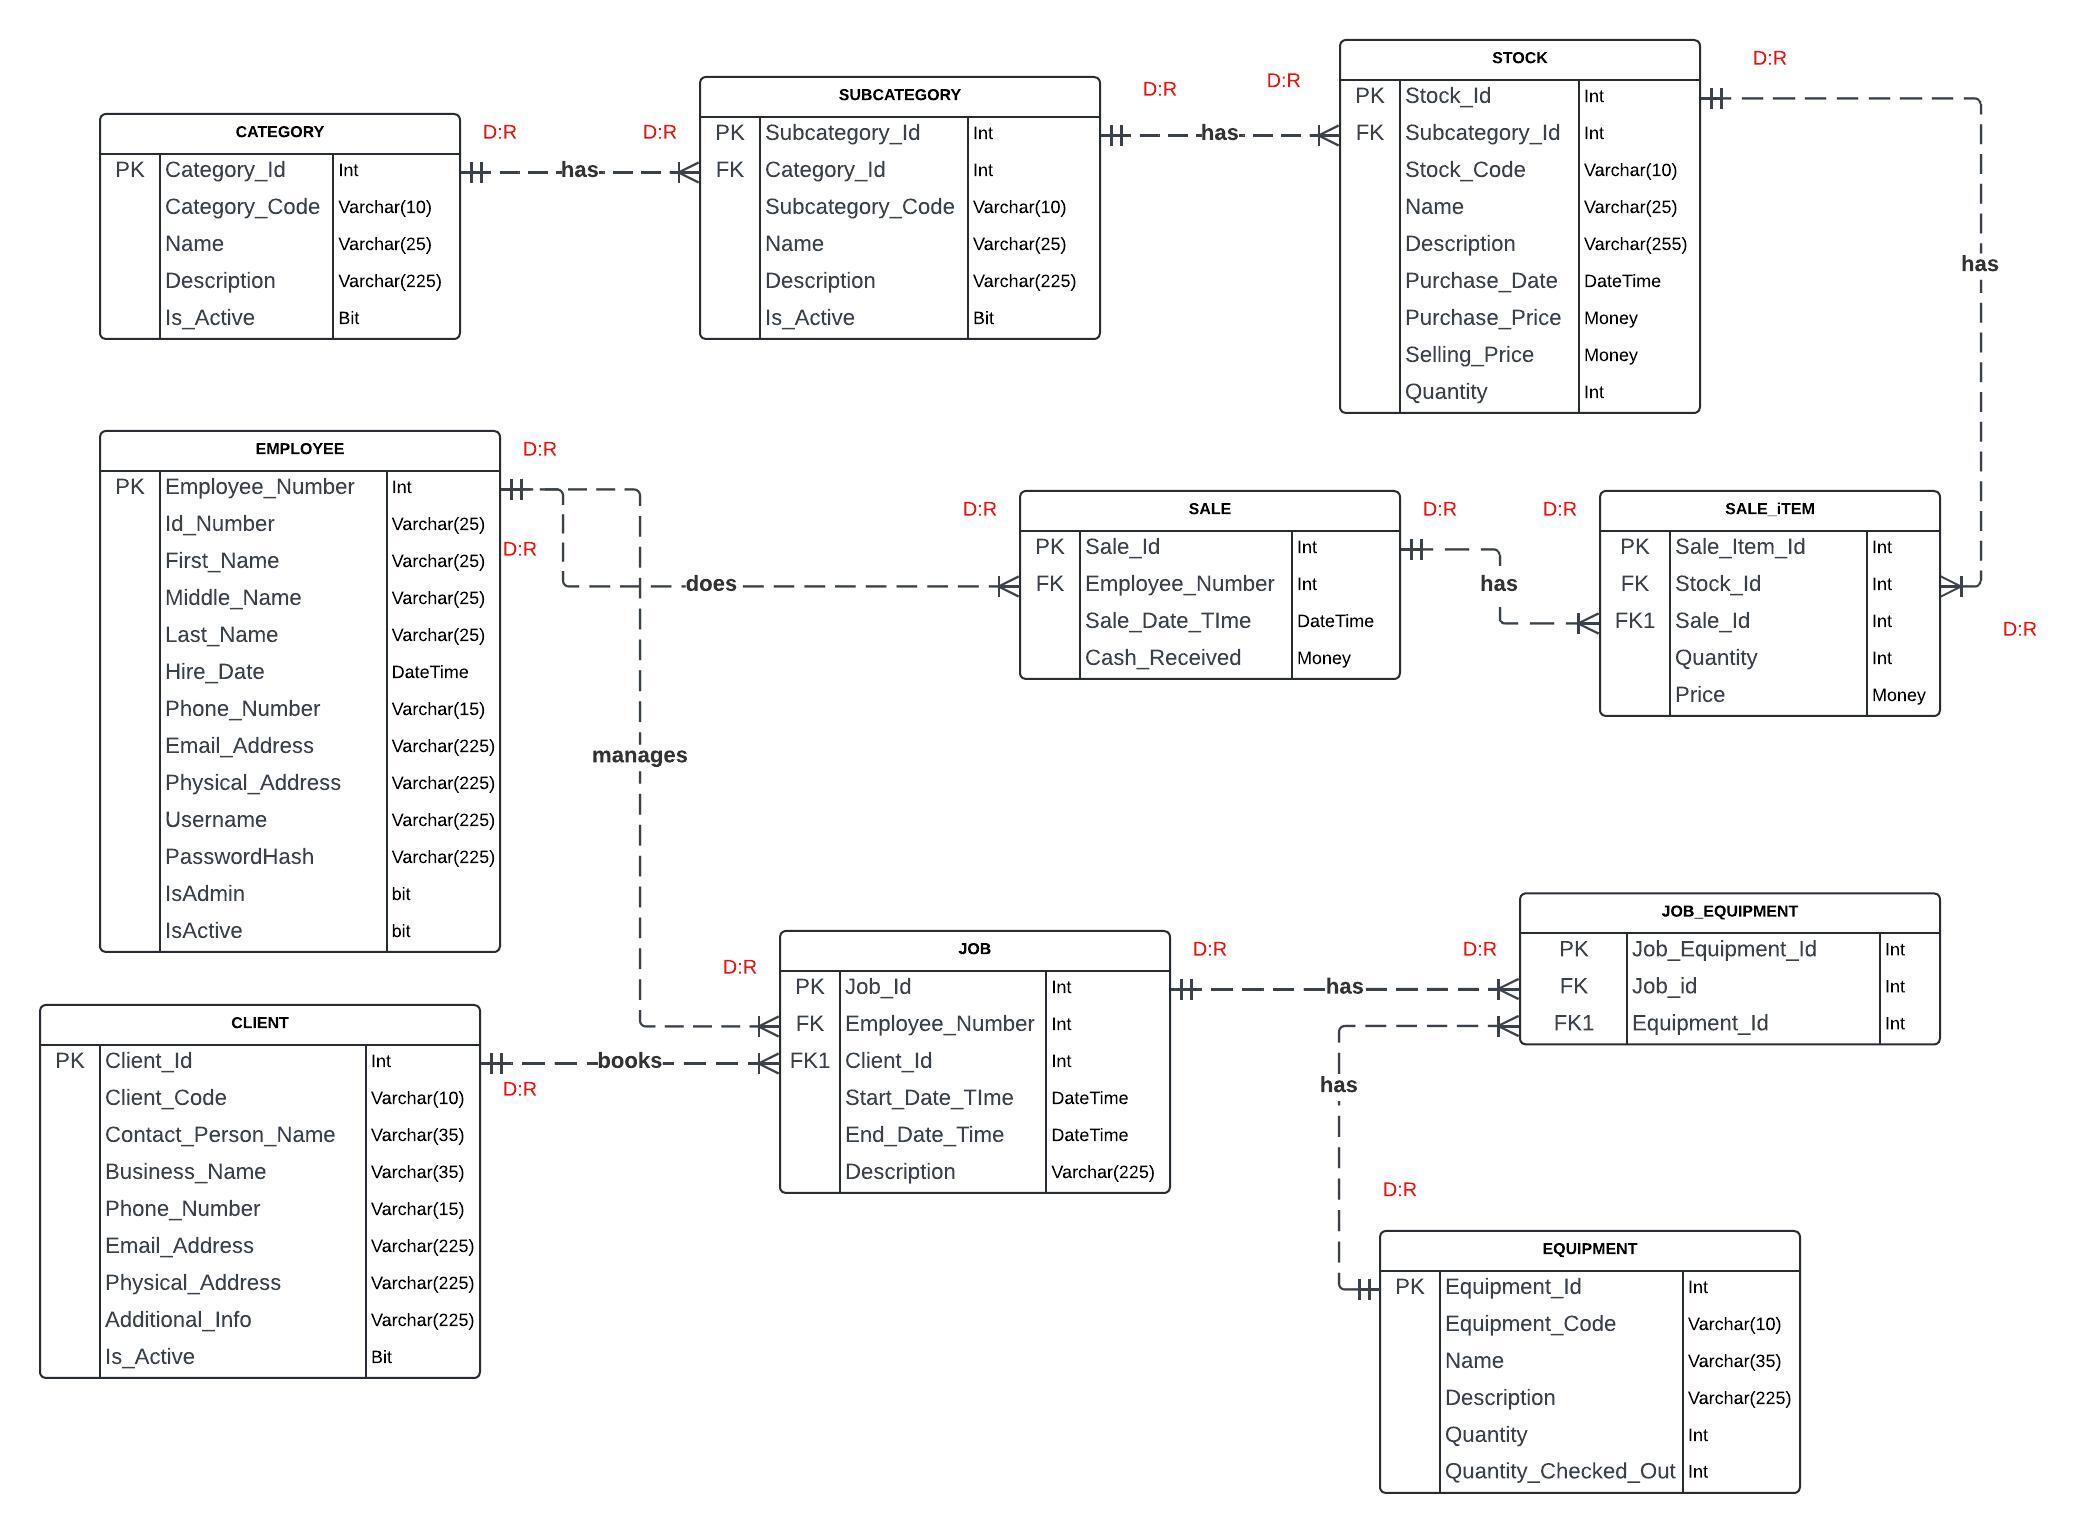 CATEGORY
PK Category_Id Int
Category_Code Varchar(10)
Name Varchar(25)
Description Varchar(225)
Is_Active Bit
D:R
has
D:R
SUBCATEGORY
PK Subcategory_Id Int
FK Category_Id Int
Subcategory_Code Varchar(10)
Name Varchar(25)
Description Varchar(225)
Is_Active Bit
D:R
has
D:R
STOCK
PK Stock_Id Int
FK Subcategory_Id Int
Stock_Code Varchar(10)
Name Varchar(25)
Description Varchar(255)
Purchase_Date DateTime
Purchase_Price Money
Selling_Price Money
Quantity Int
D:R
has
EMPLOYEE
PK Employee_Number Int
Id_Number Varchar(25)
First_Name Varchar(25)
Middle_Name Varchar(25)
Last_Name Varchar(25)
Hire_Date DateTime
Phone_Number Varchar(15)
Email_Address Varchar(225)
Physical_Address Varchar(225)
Username Varchar(225)
PasswordHash Varchar(225)
IsAdmin bit
IsActive bit
D:R
D:R
does
manages
D:R
SALE
PK Sale_Id Int
FK Employee_Number Int
Sale_Date_TIme DateTime
Cash_Received Money
D:R
has
D:R
SALE_iTEM
PK Sale_Item_Id Int
FK Stock_Id Int
FK1 Sale_Id Int
Quantity Int
Price Money
D:R
CLIENT
PK Client_Id Int
Client_Code Varchar(10)
Contact_Person_Name Varchar(35)
Business_Name Varchar(35)
Phone_Number Varchar(15)
Email_Address Varchar(225)
Physical_Address Varchar(225)
Additional_Info Varchar(225)
Is_Active Bit
books
D:R
D:R
JOB
PK Job_Id Int
FK Employee_Number Int
FK1 Client_Id Int
Start_Date_TIme DateTime
End_Date_Time DateTime
Description Varchar(225)
D:R
has
D:R
JOB_EQUIPMENT
PK Job_Equipment_Id Int
FK Job_id Int
FK1 Equipment_Id Int
has
D:R
EQUIPMENT
PK Equipment_Id Int
Equipment_Code Varchar(10)
Name Varchar(35)
Description Varchar(225)
Quantity Int
Quantity_Checked_Out Int